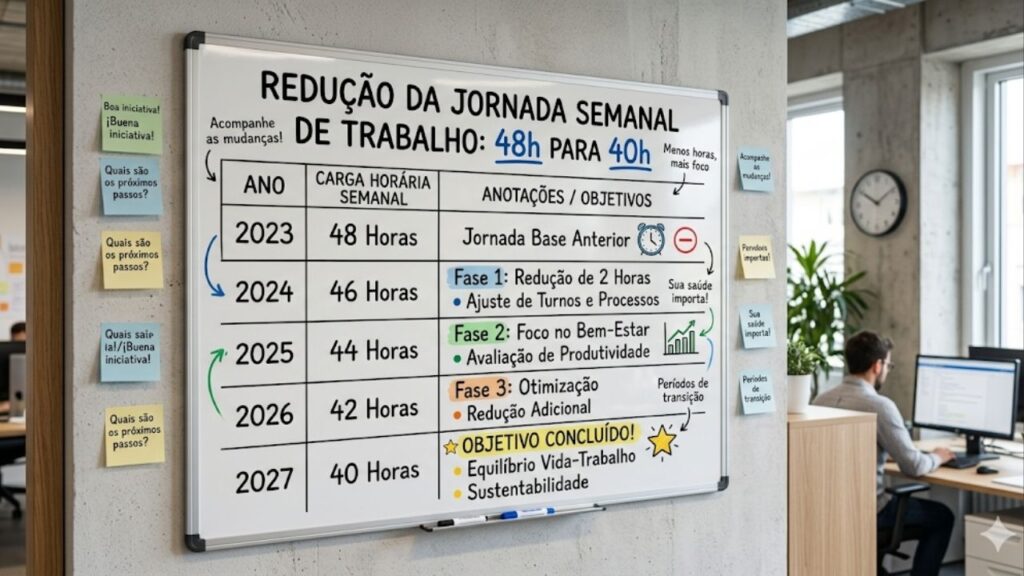 REDUÇÃO DA JORNADA SEMANAL
DE TRABALHO: 48h PARA 40h
Acompanhe
as mudanças!
Menos horas,
mais foco
ANO
CARGA HORÁRIA
SEMANAL
ANOTAÇÕES / OBJETIVOS
2023
48 Horas
Jornada Base Anterior
2024
46 Horas
Fase 1: Redução de 2 Horas
• Ajuste de Turnos e Processos
Sua saúde
importa!
2025
44 Horas
Fase 2: Foco no Bem-Estar
• Avaliação de Produtividade
2026
42 Horas
Fase 3: Otimização
• Redução Adicional
Períodos de
transição
2027
40 Horas
OBJETIVO CONCLUÍDO!
• Equilíbrio Vida-Trabalho
• Sustentabilidade
Boa iniciativa!
¡Buena
iniciativa!
Quais são
os próximos
passos?
Quais são
os próximos
passos?
Quais
¡Buena
iniciativa!
Quais são
os próximos
passos?
Acompanhe
as
mudanças!
importas!
Sua
saúde
importa!
Períodes
de
transição